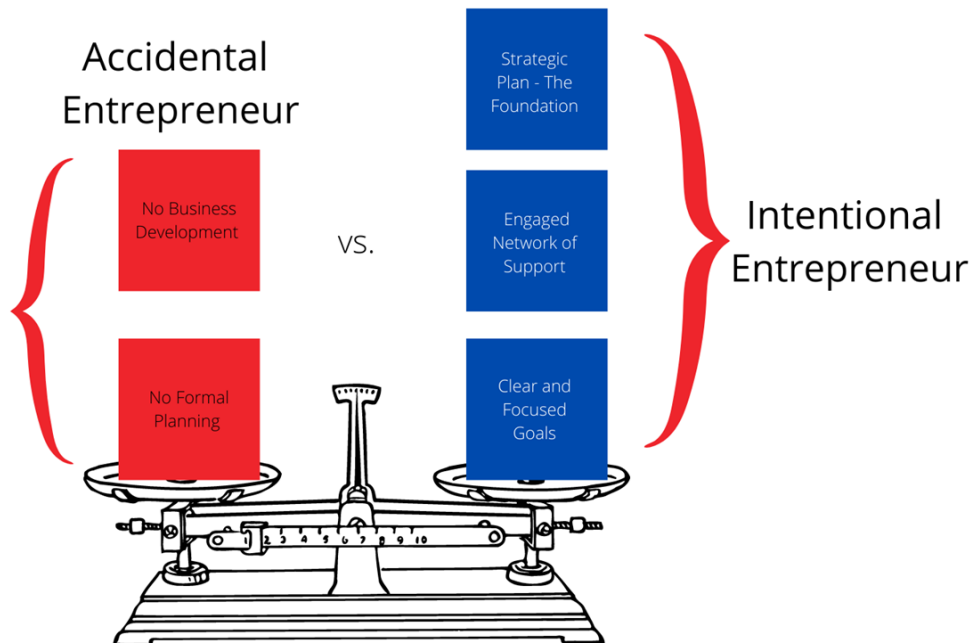 Accidental
Entrepreneur
No Business
Development
No Formal
Planning
vs.
Strategic
Plan - The
Foundation
Engaged
Network of
Support
Clear and
Focused
Goals
Intentional
Entrepreneur
1 2 3 4 5 6 7 8 9 10